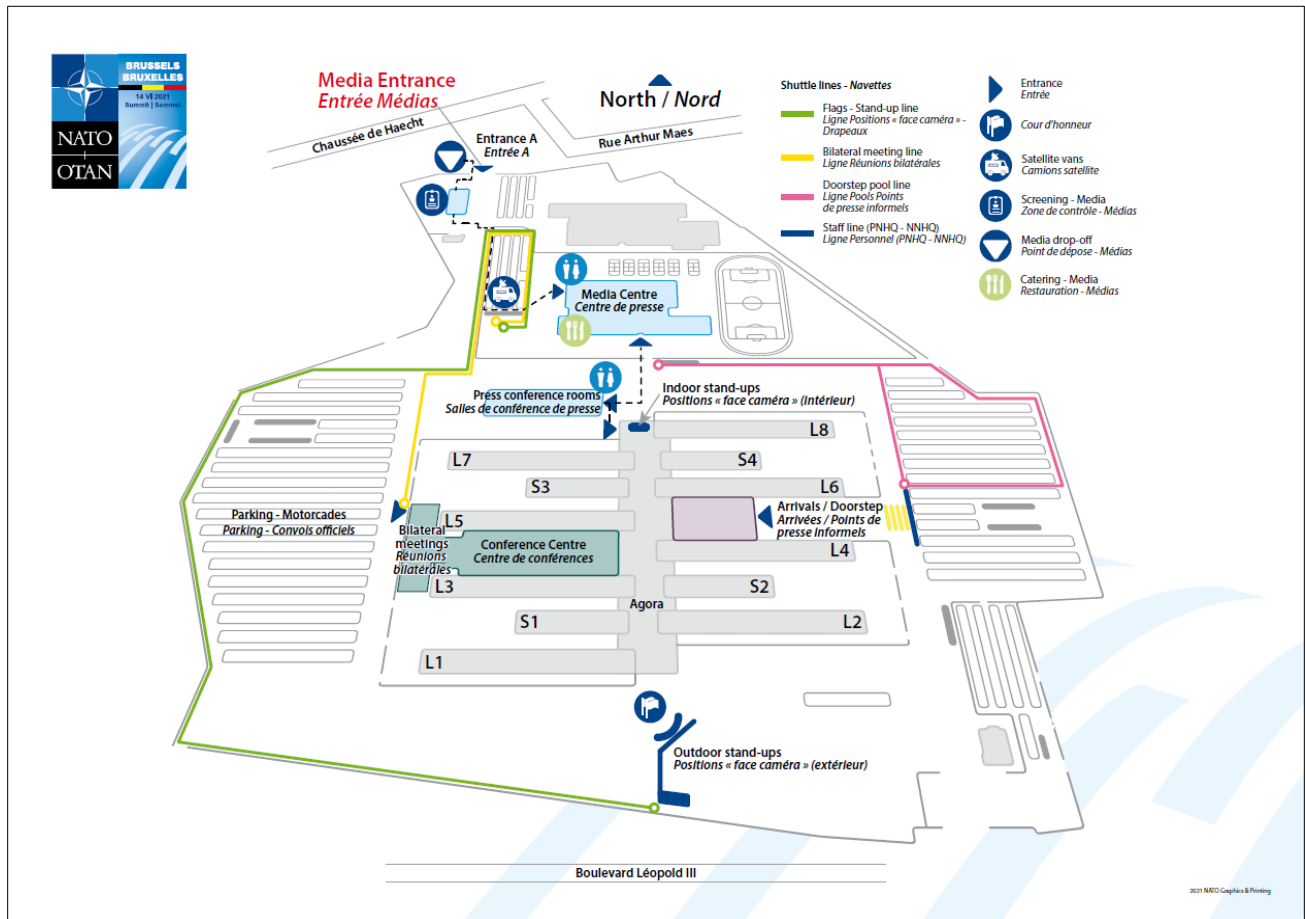 BRUSSELS
BRUXELLES
14 VI 2021
Summit | Sommet
NATO
OTAN
Media Entrance
Entrée Médias
North / Nord
Chaussée de Haecht
Rue Arthur Maes
Entrance A
Entrée A
Shuttle lines - Navettes
Flags - Stand-up line
Ligne Positions « face caméra » -
Drapeaux
Bilateral meeting line
Ligne Réunions bilatérales
Doorstep pool line
Ligne Pools Points
de presse informels
Staff line (PNHQ - NNHQ)
Ligne Personnel (PNHQ - NNHQ)
Entrance
Entrée
Cour d'honneur
Satellite vans
Camions satellite
Screening - Media
Zone de contrôle - Médias
Media drop-off
Point de dépose - Médias
Catering - Media
Restauration - Médias
Media Centre
Centre de presse
Press conference rooms
Salles de conférence de presse
Indoor stand-ups
Positions « face caméra » (intérieur)
L8
L7
S4
S3
L6
Parking - Motorcades
Parking - Convois officiels
L5
Bilateral
meetings
Réunions
bilatérales
Conference Centre
Centre de conférences
Arrivals / Doorstep
Arrivées / Points de
presse informels
L4
L3
S2
Agora
S1
L2
L1
Outdoor stand-ups
Positions « face caméra » (extérieur)
Boulevard Léopold III
2021 NATO Graphics & Printing